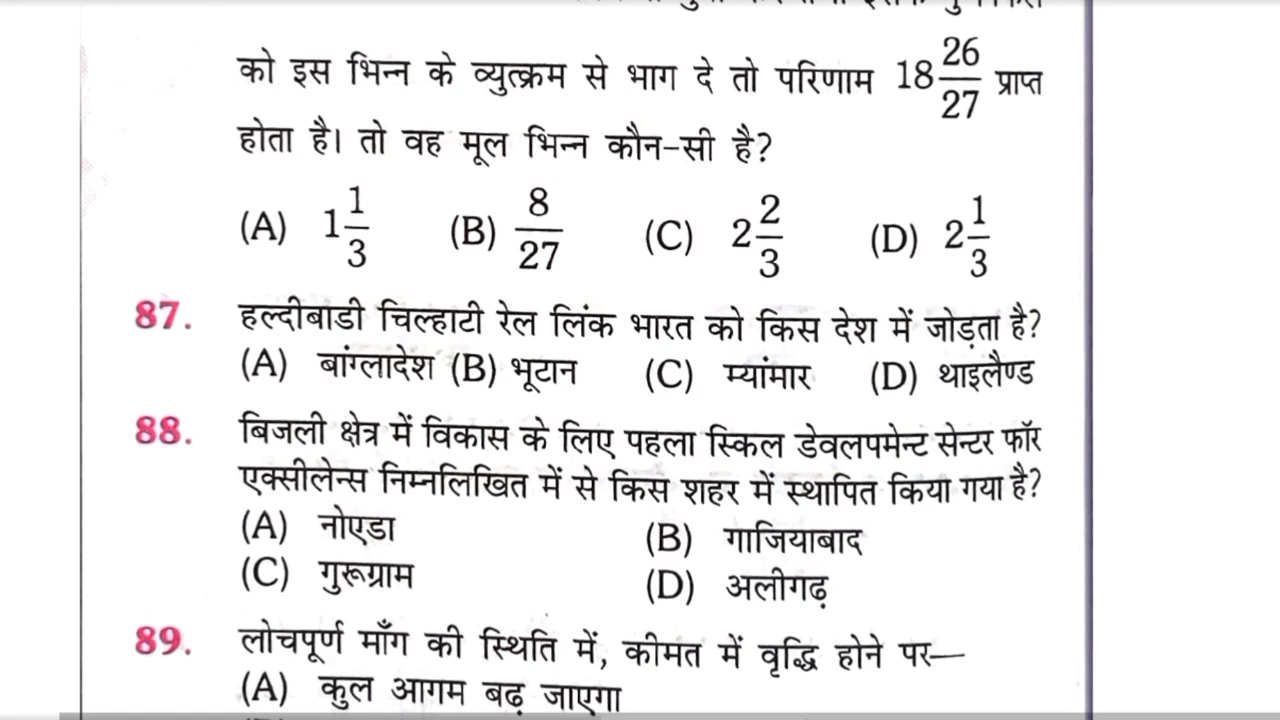 को इस भिन्न के व्युत्क्रम से भाग दे तो परिणाम 18 26/27 प्राप्त
होता है। तो वह मूल भिन्न कौन-सी है?
(A) 1 1/3 (B) 8/27 (C) 2 2/3 (D) 2 1/3
87. हल्दीबाडी चिल्हाटी रेल लिंक भारत को किस देश में जोड़ता है?
(A) बांग्लादेश (B) भूटान (C) म्यांमार (D) थाइलैण्ड
88. बिजली क्षेत्र में विकास के लिए पहला स्किल डेवलपमेन्ट सेन्टर फॉर
एक्सीलेन्स निम्नलिखित में से किस शहर में स्थापित किया गया है?
(A) नोएडा (B) गाजियाबाद
(C) गुरूग्राम (D) अलीगढ़
89. लोचपूर्ण माँग की स्थिति में, कीमत में वृद्धि होने पर—
(A) कुल आगम बढ़ जाएगा